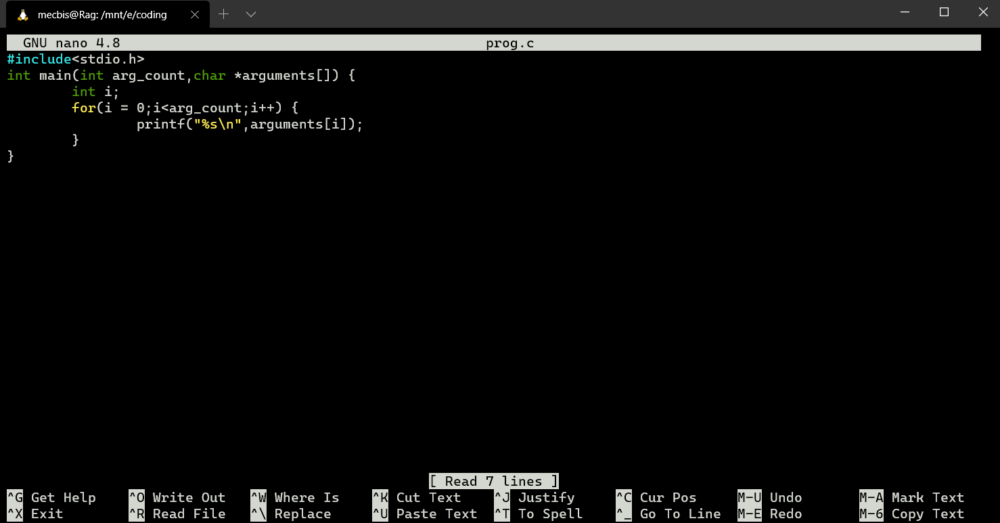 mecbis@Rag: /mnt/e/coding
GNU nano 4.8 prog.c
#include<stdio.h>
int main(int arg_count,char *arguments[]) {
        int i;
        for(i = 0;i<arg_count;i++) {
                printf("%s\n",arguments[i]);
        }
}
[ Read 7 lines ]
^G Get Help ^O Write Out ^W Where Is ^K Cut Text ^J Justify ^C Cur Pos M-U Undo M-A Mark Text
^X Exit ^R Read File ^\ Replace ^U Paste Text ^T To Spell ^_ Go To Line M-E Redo M-6 Copy Text